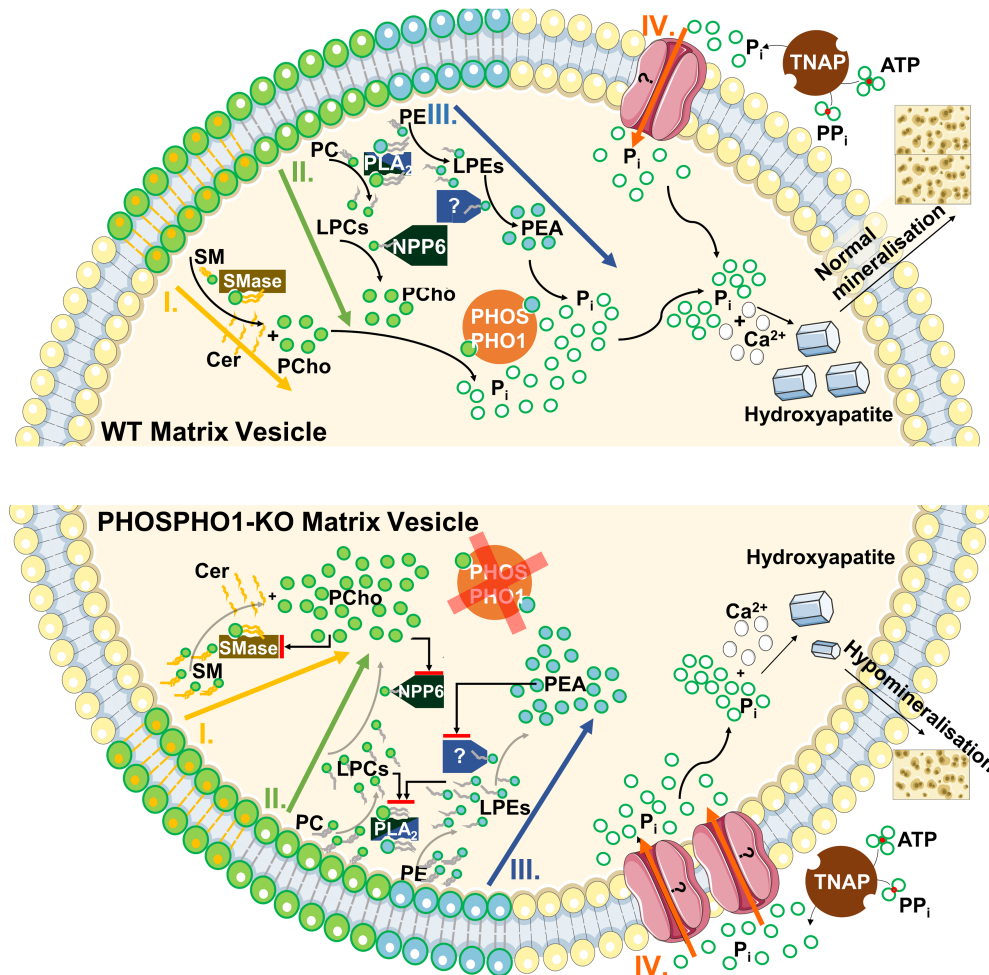 IV.
Pi
TNAP
ATP
PPi
PE
III.
PC
PLA2
LPEs
II.
?
LPCs
NPP6
PEA
SM
SMase
PCho
I.
Cer
+
PCho
PHOS
PHO1
Pi
Pi
?
Pi
Pi
+
Ca2+
Normal
mineralisation
Hydroxyapatite
WT Matrix Vesicle
PHOSPHO1-KO Matrix Vesicle
Cer
+
PCho
PHOS
PHO1
SMase
SM
NPP6
PEA
I.
?
II.
LPCs
LPEs
PC
PLA2
PE
III.
Hydroxyapatite
Ca2+
+
Pi
Hypomineralisation
Pi
?
?
TNAP
ATP
PPi
Pi
IV.